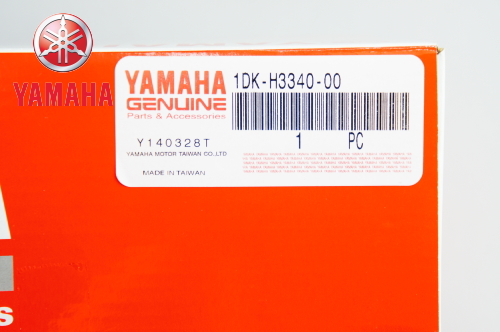 YAMAHA
YAMAHA
GENUINE
Parts & Accessories
1DK-H3340-00
1 PC
Y140328T
YAMAHA MOTOR TAIWAN CO.,LTD
MADE IN TAIWAN
s